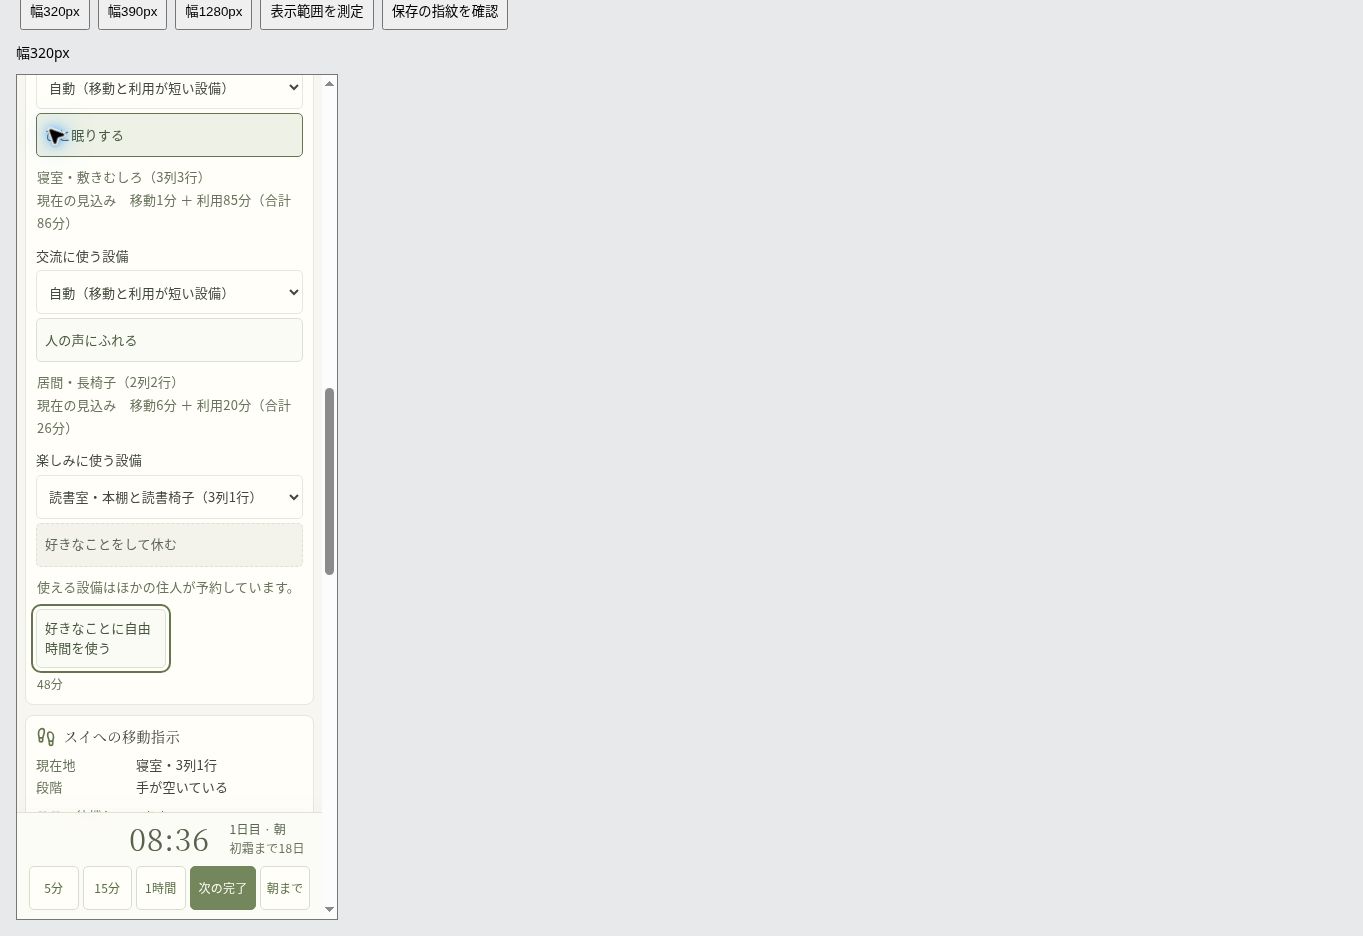 幅320px 幅390px 幅1280px 表示範囲を測定 保存の指紋を確認
幅320px
自動（移動と利用が短い設備）
眠りする
寝室・敷きむしろ（3列3行）
現在の見込み　移動1分 ＋ 利用85分（合計
86分）
交流に使う設備
自動（移動と利用が短い設備）
人の声にふれる
居間・長椅子（2列2行）
現在の見込み　移動6分 ＋ 利用20分（合計
26分）
楽しみに使う設備
読書室・本棚と読書椅子（3列1行）
好きなことをして休む
使える設備はほかの住人が予約しています。
好きなことに自由
時間を使う
48分
スイへの移動指示
現在地 寝室・3列1行
段階 手が空いている
08:36
1日目 · 朝
初霜まで18日
5分 15分 1時間 次の完了 朝まで